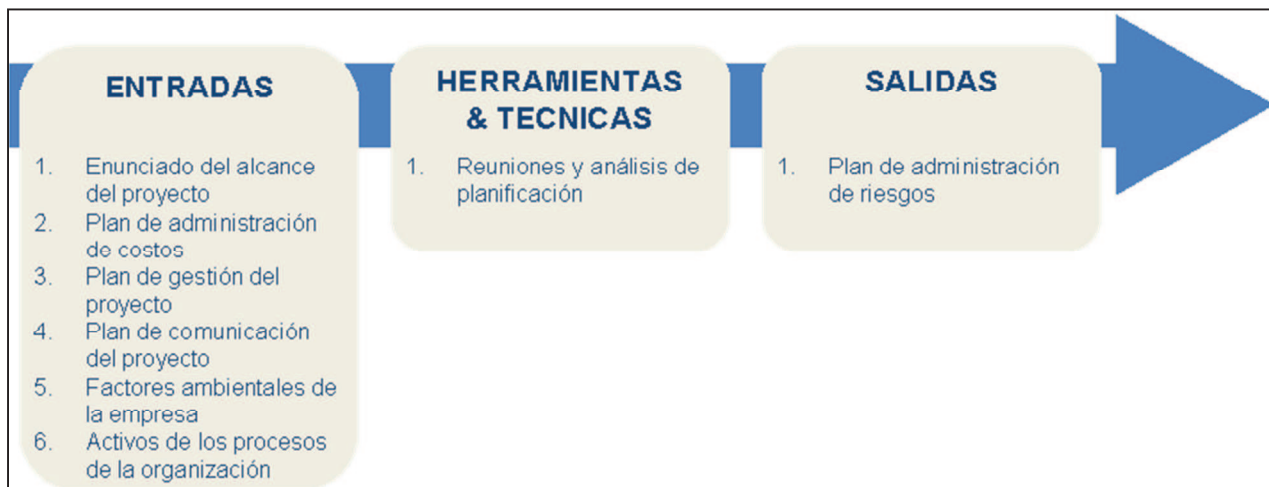 ENTRADAS
1. Enunciado del alcance
del proyecto
2. Plan de administración
de costos
3. Plan de gestión del
proyecto
4. Plan de comunicación
del proyecto
5. Factores ambientales de
la empresa
6. Activos de los procesos
de la organización
HERRAMIENTAS
& TECNICAS
1. Reuniones y análisis de
planificación
SALIDAS
1. Plan de administración
de riesgos